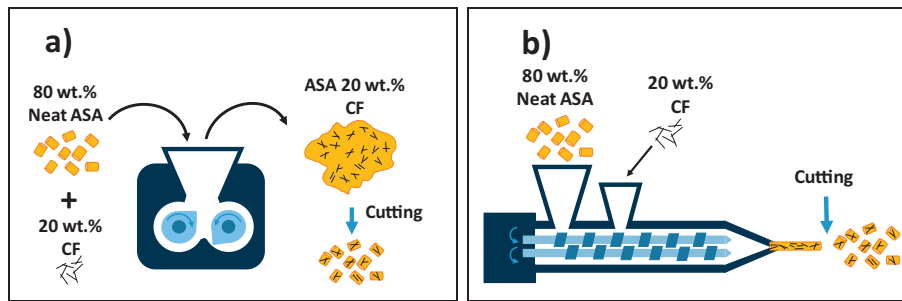 a)
80 wt.%
Neat ASA
+
20 wt.%
CF
ASA 20 wt.%
CF
Cutting
b)
80 wt.%
Neat ASA
20 wt.%
CF
Cutting